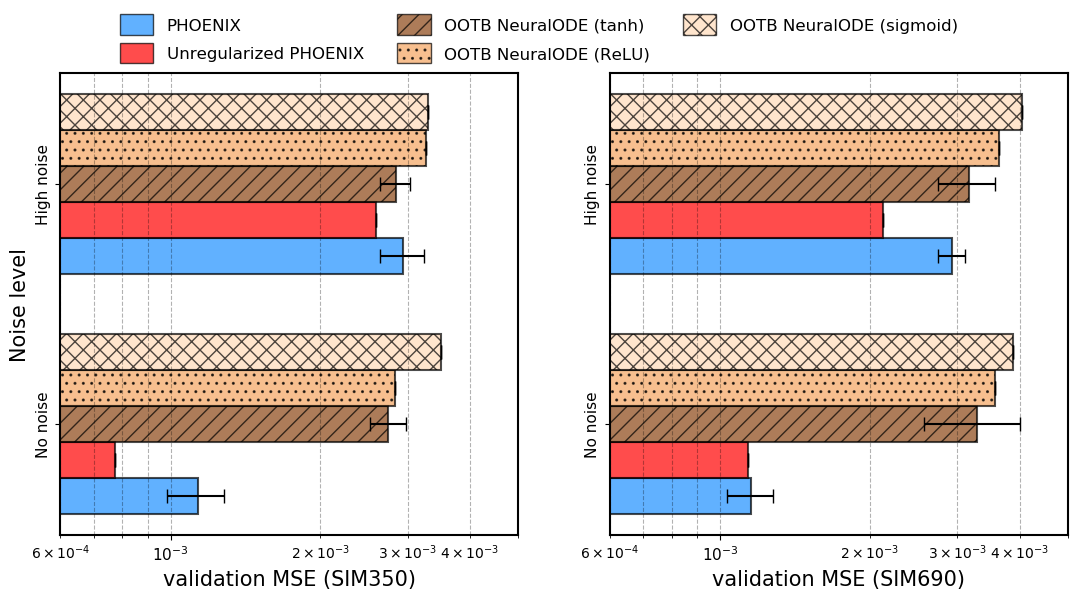 PHOENIX
Unregularized PHOENIX
OOTB NeuralODE (tanh)
OOTB NeuralODE (ReLU)
OOTB NeuralODE (sigmoid)
Noise level
High noise
No noise
6 × 10⁻⁴
10⁻³
2 × 10⁻³
3 × 10⁻³
4 × 10⁻³
validation MSE (SIM350)
High noise
No noise
6 × 10⁻⁴
10⁻³
2 × 10⁻³
3 × 10⁻³
4 × 10⁻³
validation MSE (SIM690)